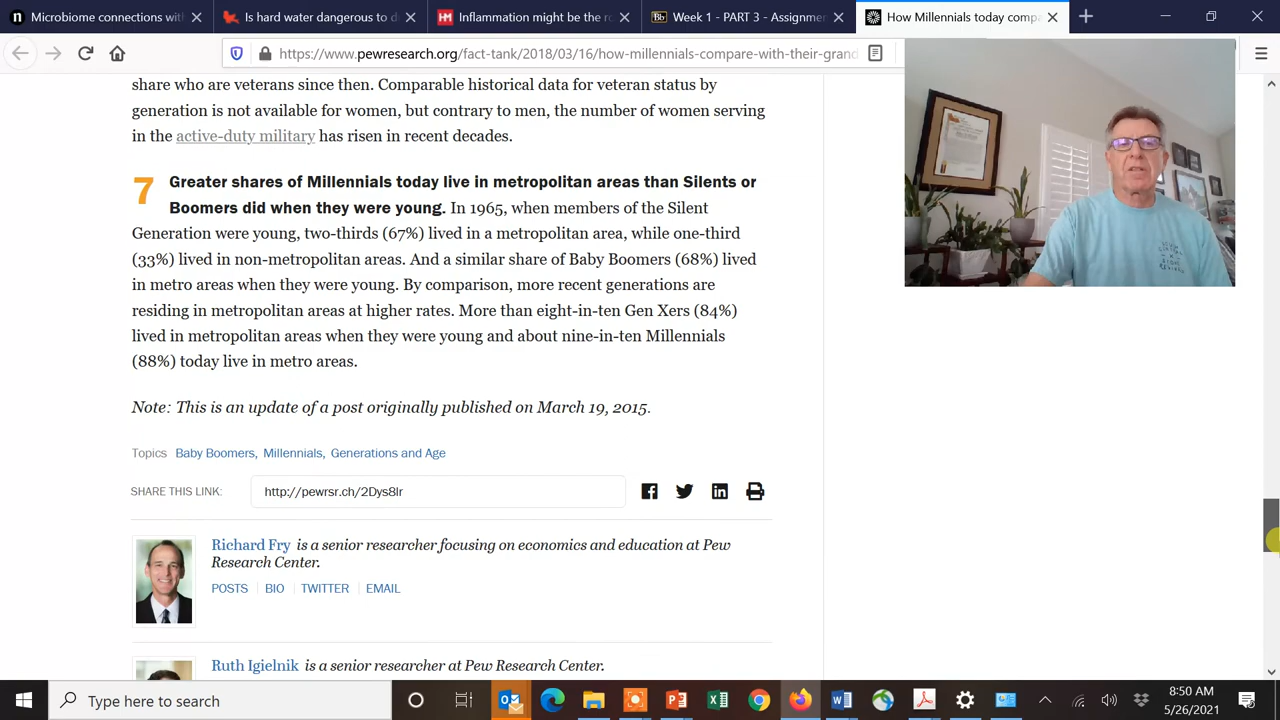 Microbiome connections wit
Is hard water dangerous to d
Inflammation might be the ro
Week 1 - PART 3 - Assignme
How Millennials today compa
https://www.pewresearch.org/fact-tank/2018/03/16/how-millennials-compare-with-their-grand
share who are veterans since then. Comparable historical data for veteran status by
generation is not available for women, but contrary to men, the number of women serving
in the active-duty military has risen in recent decades.
7 Greater shares of Millennials today live in metropolitan areas than Silents or
Boomers did when they were young. In 1965, when members of the Silent
Generation were young, two-thirds (67%) lived in a metropolitan area, while one-third
(33%) lived in non-metropolitan areas. And a similar share of Baby Boomers (68%) lived
in metro areas when they were young. By comparison, more recent generations are
residing in metropolitan areas at higher rates. More than eight-in-ten Gen Xers (84%)
lived in metropolitan areas when they were young and about nine-in-ten Millennials
(88%) today live in metro areas.
Note: This is an update of a post originally published on March 19, 2015.
Topics Baby Boomers, Millennials, Generations and Age
SHARE THIS LINK: http://pewrsr.ch/2Dys8lr
Richard Fry is a senior researcher focusing on economics and education at Pew
Research Center.
POSTS BIO TWITTER EMAIL
Ruth Igielnik is a senior researcher at Pew Research Center.
Type here to search
8:50 AM
5/26/2021